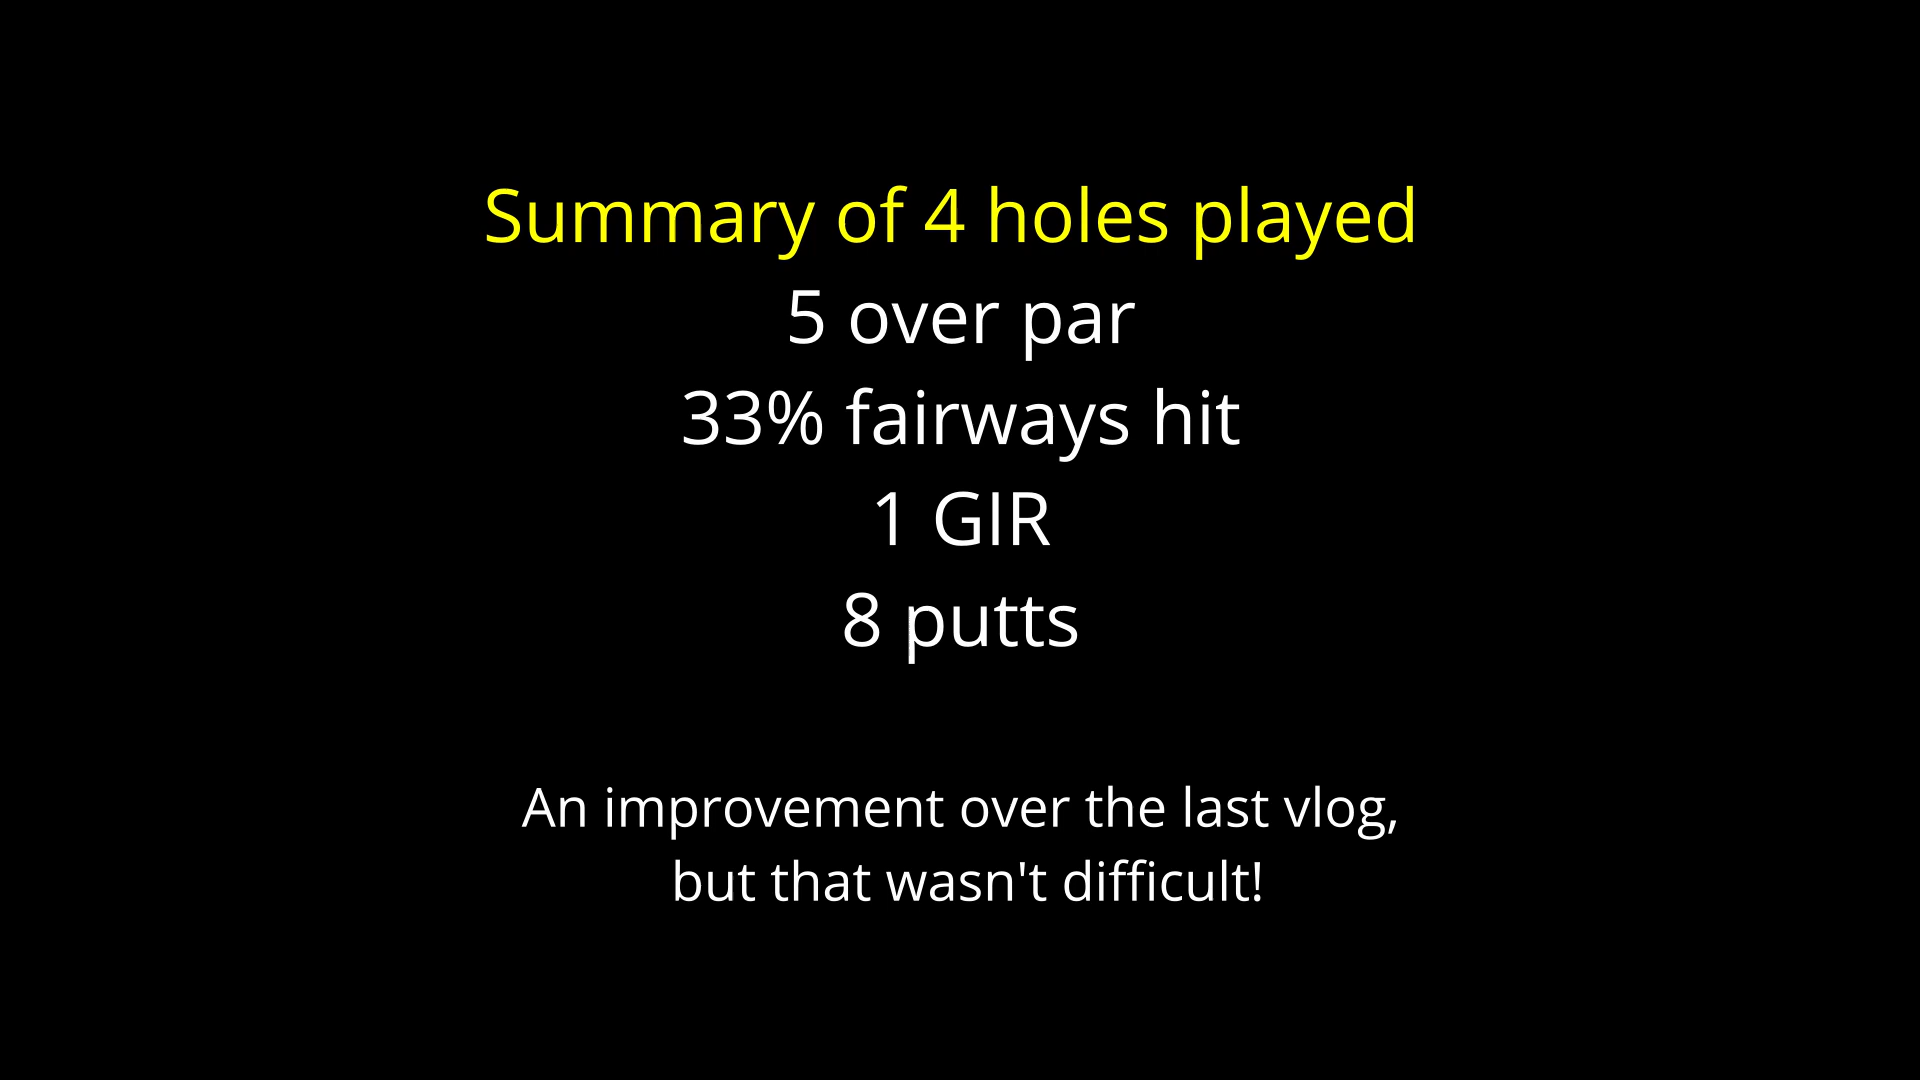 Summary of 4 holes played
5 over par
33% fairways hit
1 GIR
8 putts
An improvement over the last vlog,
but that wasn't difficult!